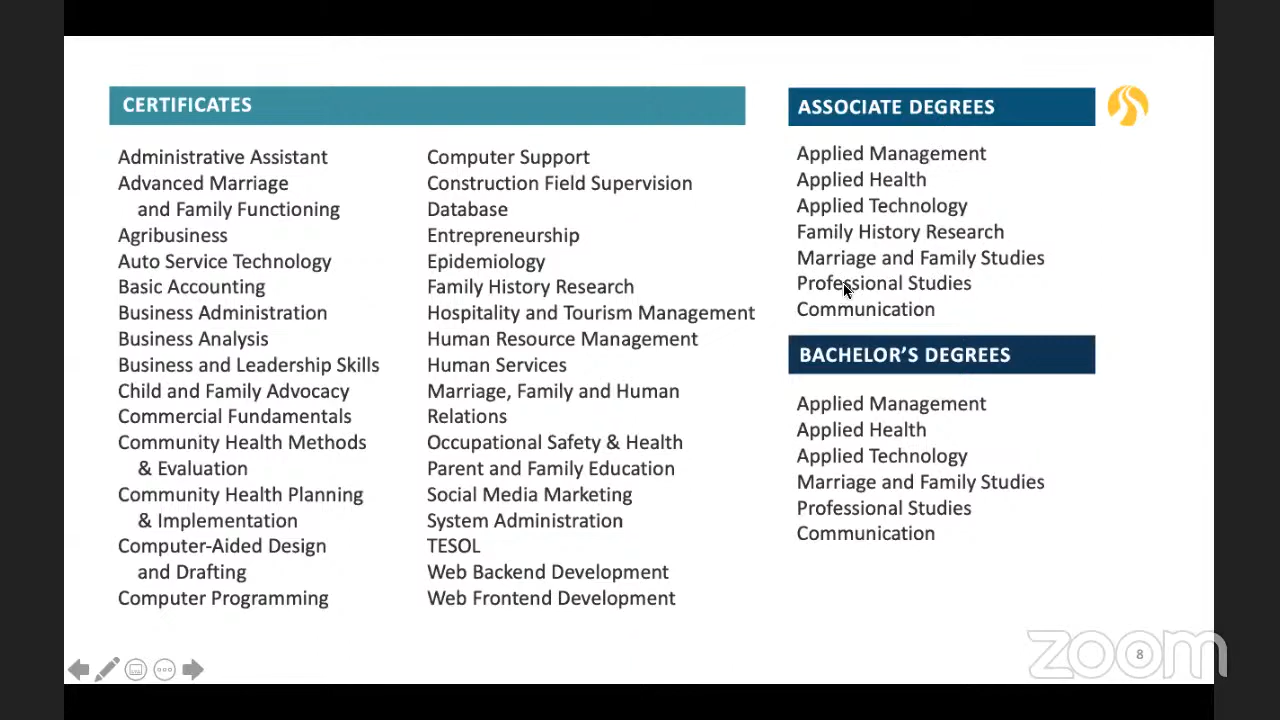 CERTIFICATES
Administrative Assistant
Advanced Marriage
and Family Functioning
Agribusiness
Auto Service Technology
Basic Accounting
Business Administration
Business Analysis
Business and Leadership Skills
Child and Family Advocacy
Commercial Fundamentals
Community Health Methods
& Evaluation
Community Health Planning
& Implementation
Computer-Aided Design
and Drafting
Computer Programming
Computer Support
Construction Field Supervision
Database
Entrepreneurship
Epidemiology
Family History Research
Hospitality and Tourism Management
Human Resource Management
Human Services
Marriage, Family and Human
Relations
Occupational Safety & Health
Parent and Family Education
Social Media Marketing
System Administration
TESOL
Web Backend Development
Web Frontend Development
ASSOCIATE DEGREES
Applied Management
Applied Health
Applied Technology
Family History Research
Marriage and Family Studies
Professional Studies
Communication
BACHELOR’S DEGREES
Applied Management
Applied Health
Applied Technology
Marriage and Family Studies
Professional Studies
Communication
zoom
8